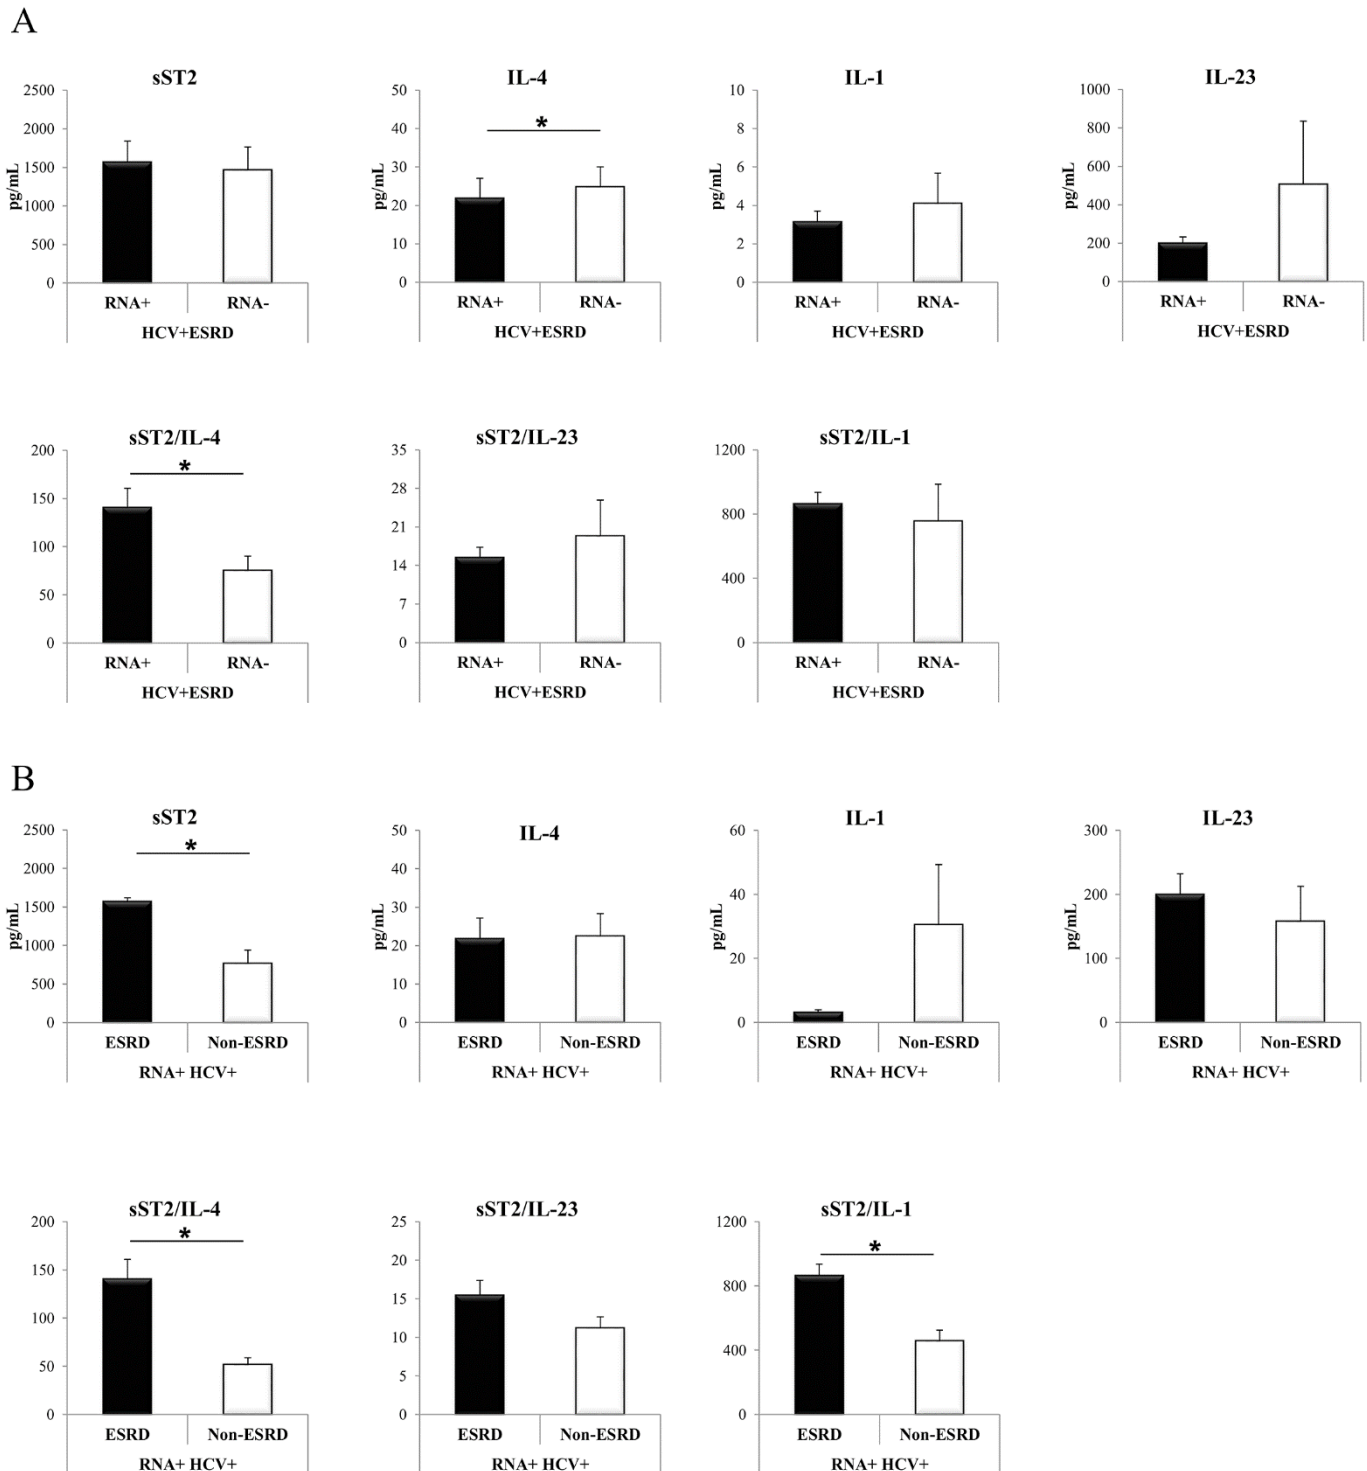 A
sST2
2500
2000
1500
1000
500
0
pg/mL
RNA+ RNA-
HCV+ESRD
IL-4
50
40
30
20
10
0
pg/mL
*
RNA+ RNA-
HCV+ESRD
IL-1
10
8
6
4
2
0
pg/mL
RNA+ RNA-
HCV+ESRD
IL-23
1000
800
600
400
200
0
pg/mL
RNA+ RNA-
HCV+ESRD
sST2/IL-4
200
150
100
50
0
*
RNA+ RNA-
HCV+ESRD
sST2/IL-23
35
28
21
14
7
0
RNA+ RNA-
HCV+ESRD
sST2/IL-1
1200
800
400
0
RNA+ RNA-
HCV+ESRD
B
sST2
2500
2000
1500
1000
500
0
pg/mL
*
ESRD Non-ESRD
RNA+ HCV+
IL-4
50
40
30
20
10
0
pg/mL
ESRD Non-ESRD
RNA+ HCV+
IL-1
60
40
20
0
pg/mL
ESRD Non-ESRD
RNA+ HCV+
IL-23
300
200
100
0
pg/mL
ESRD Non-ESRD
RNA+ HCV+
sST2/IL-4
200
150
100
50
0
*
ESRD Non-ESRD
RNA+ HCV+
sST2/IL-23
25
20
15
10
5
0
ESRD Non-ESRD
RNA+ HCV+
sST2/IL-1
1200
800
400
0
*
ESRD Non-ESRD
RNA+ HCV+